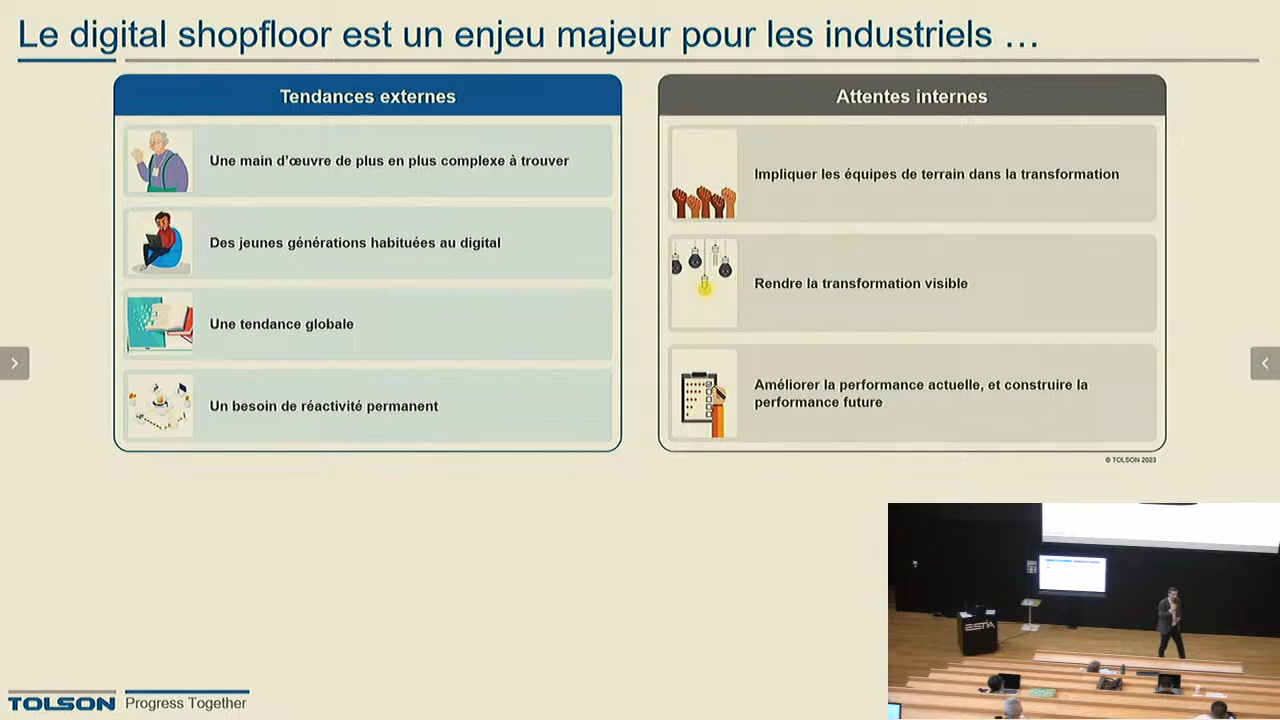 Le digital shopfloor est un enjeu majeur pour les industriels …
Tendances externes
Une main d'œuvre de plus en plus complexe à trouver
Des jeunes générations habituées au digital
Une tendance globale
Un besoin de réactivité permanent
Attentes internes
Impliquer les équipes de terrain dans la transformation
Rendre la transformation visible
Améliorer la performance actuelle, et construire la
performance future
© TOLSON 2023
ESTIA
TOLSON Progress Together